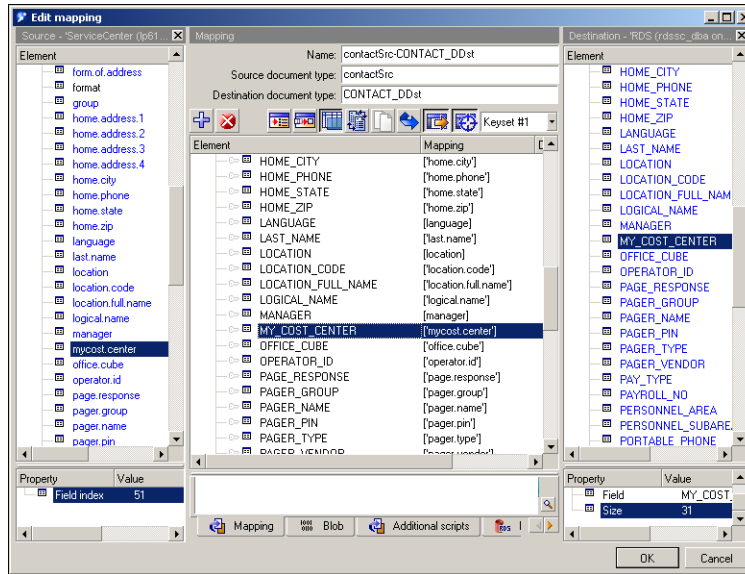 Edit mapping
Source - 'ServiceCenter (lp61...
Element
form.of.address
format
group
home.address.1
home.address.2
home.address.3
home.address.4
home.city
home.phone
home.state
home.zip
language
last.name
location
location.code
location.full.name
logical.name
manager
mycost.center
office.cube
operator.id
page.response
pager.group
pager.name
pager.pin
Property Value
Field index 51
Mapping
Name: contactSrc-CONTACT_DDst
Source document type: contactSrc
Destination document type: CONTACT_DDst
Keyset #1
Element Mapping
HOME_CITY ['home.city']
HOME_PHONE ['home.phone']
HOME_STATE ['home.state']
HOME_ZIP ['home.zip']
LANGUAGE [language]
LAST_NAME ['last.name']
LOCATION [location]
LOCATION_CODE ['location.code']
LOCATION_FULL_NAME ['location.full.name']
LOGICAL_NAME ['logical.name']
MANAGER [manager]
MY_COST_CENTER ['mycost.center']
OFFICE_CUBE ['office.cube']
OPERATOR_ID ['operator.id']
PAGE_RESPONSE ['page.response']
PAGER_GROUP ['pager.group']
PAGER_NAME ['pager.name']
PAGER_PIN ['pager.pin']
PAGER_TYPE ['pager.type']
PAGER_VENDOR ['pager.vendor']
Mapping Blob Additional scripts RDS
Destination - 'RDS (rdssc_dba on...
Element
HOME_CITY
HOME_PHONE
HOME_STATE
HOME_ZIP
LANGUAGE
LAST_NAME
LOCATION
LOCATION_CODE
LOCATION_FULL_NAM
LOGICAL_NAME
MANAGER
MY_COST_CENTER
OFFICE_CUBE
OPERATOR_ID
PAGE_RESPONSE
PAGER_GROUP
PAGER_NAME
PAGER_PIN
PAGER_TYPE
PAGER_VENDOR
PAY_TYPE
PAYROLL_NO
PERSONNEL_AREA
PERSONNEL_SUBARE
PORTABLE_PHONE
Property Value
Field MY_COST_
Size 31
OK Cancel